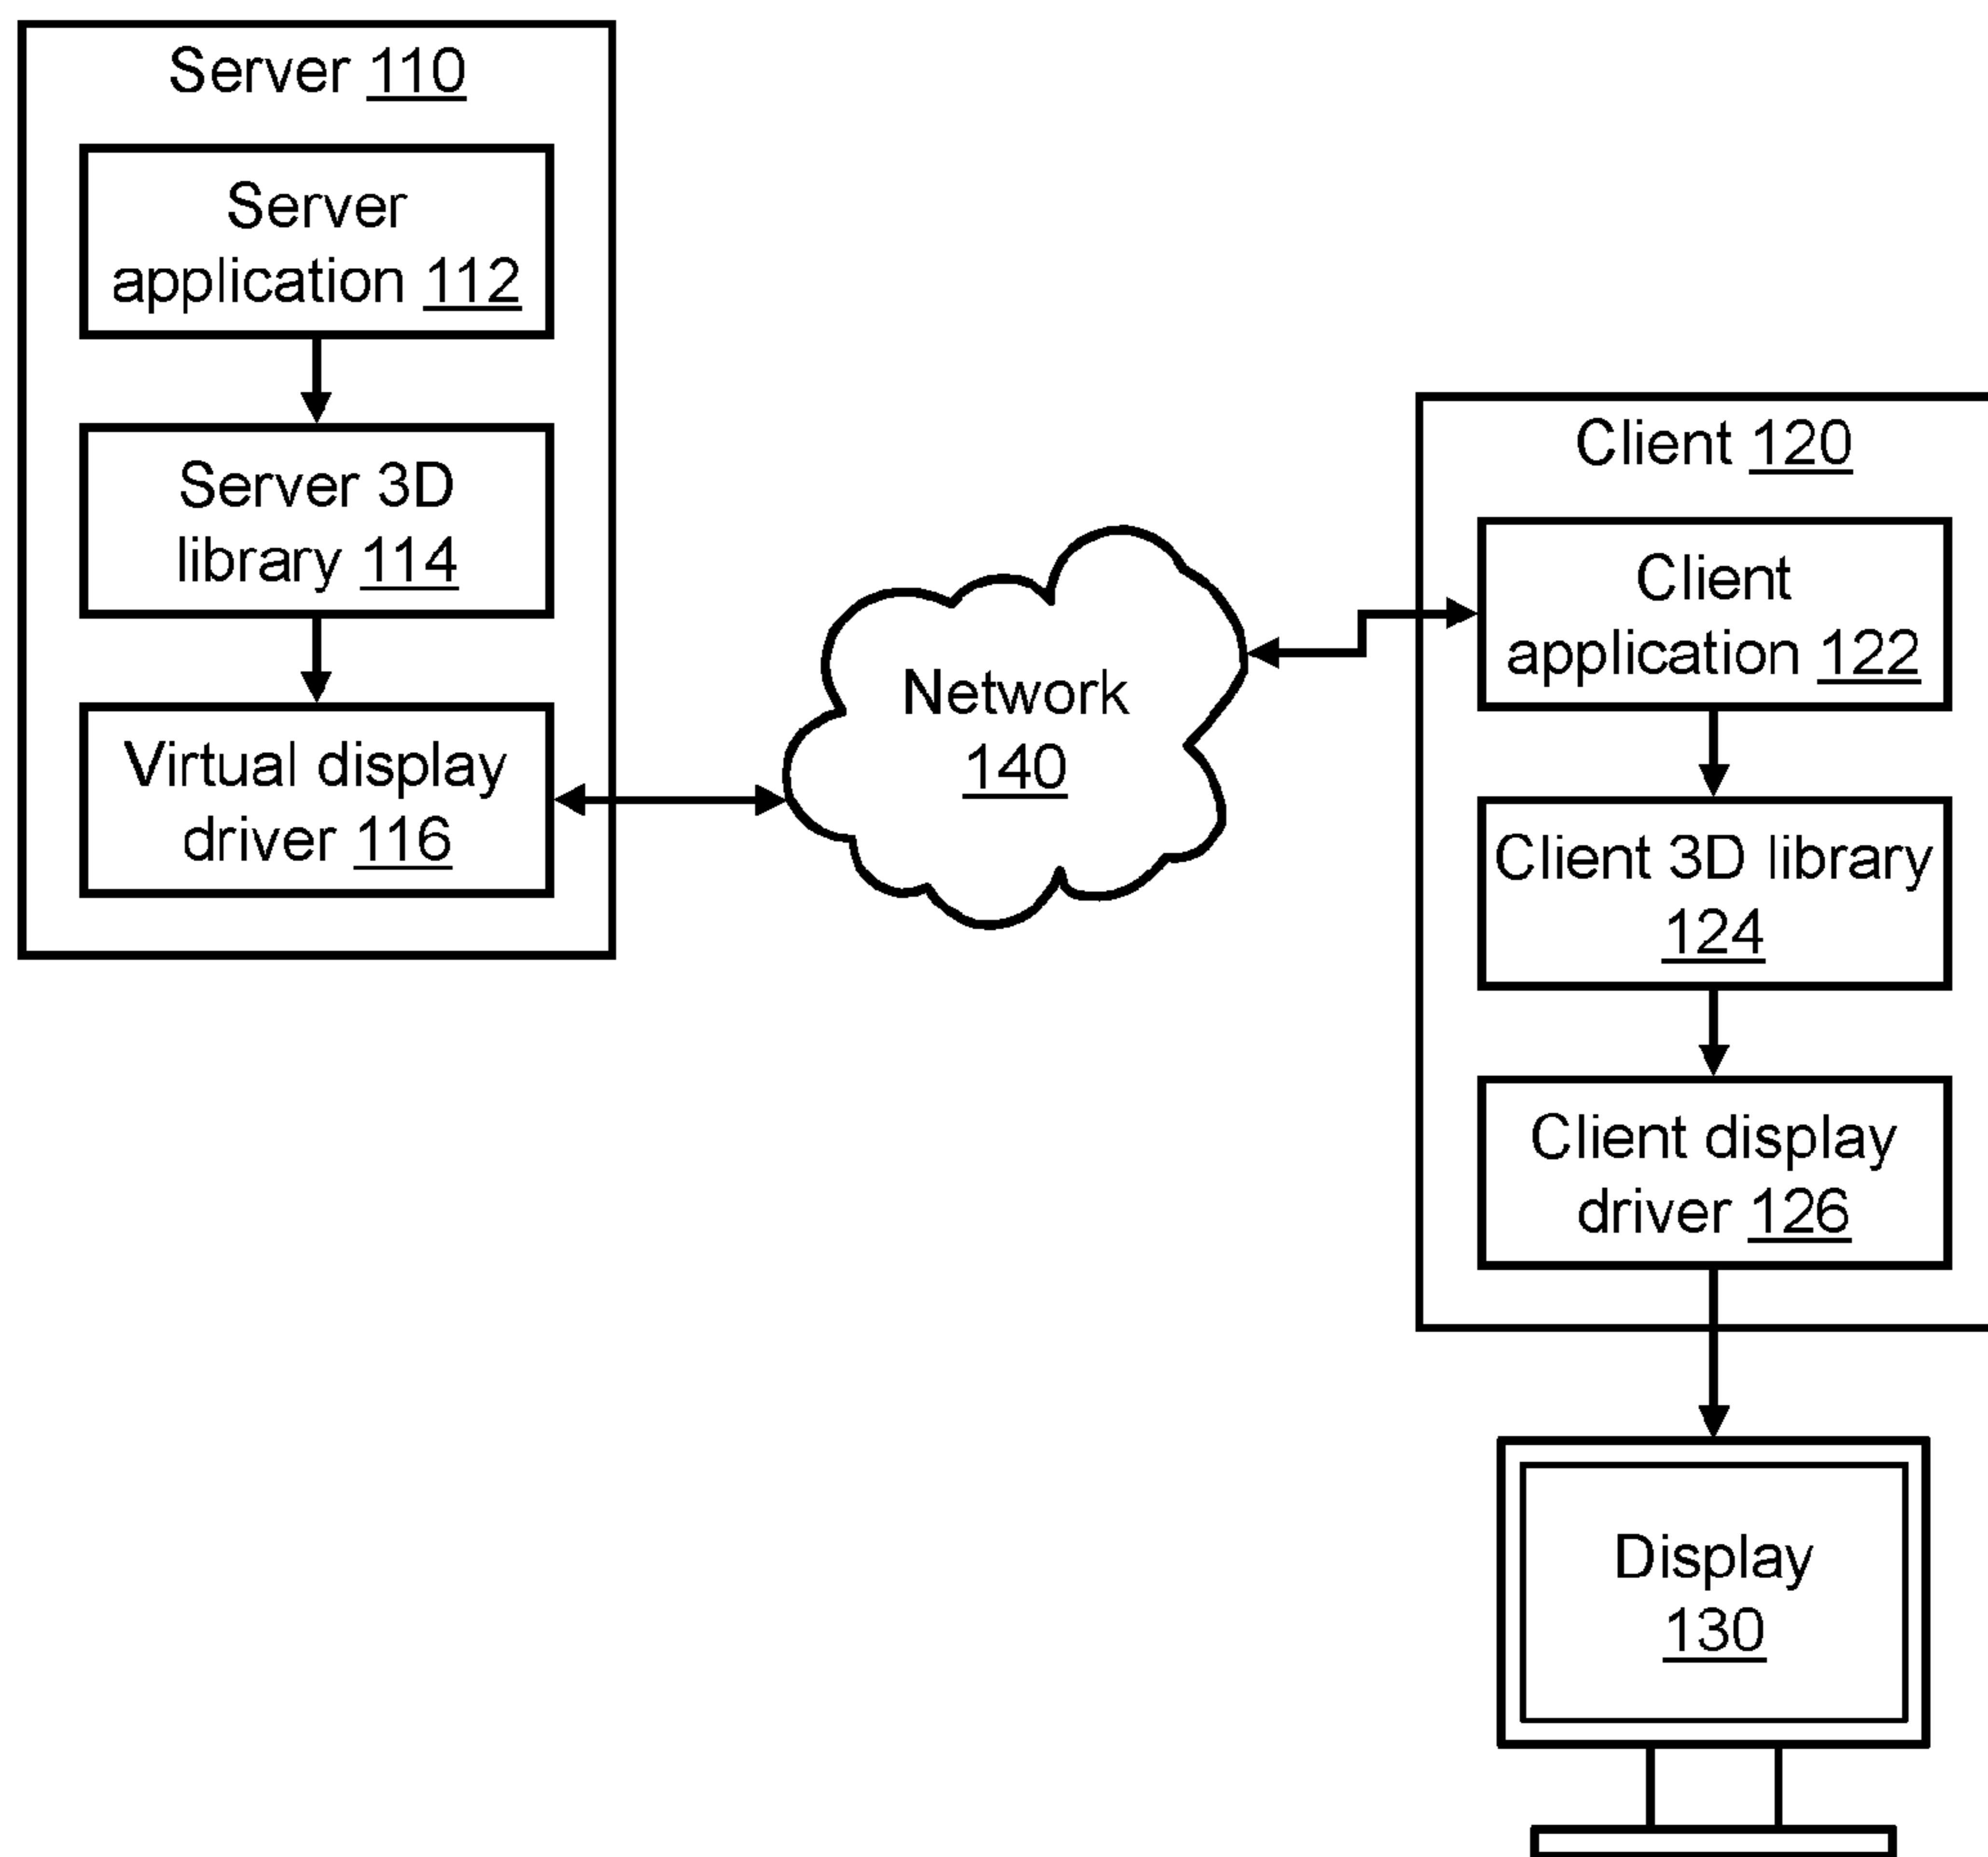 Server 110
Server
application 112
Server 3D
library 114
Virtual display
driver 116
Network
140
Client 120
Client
application 122
Client 3D library
124
Client display
driver 126
Display
130